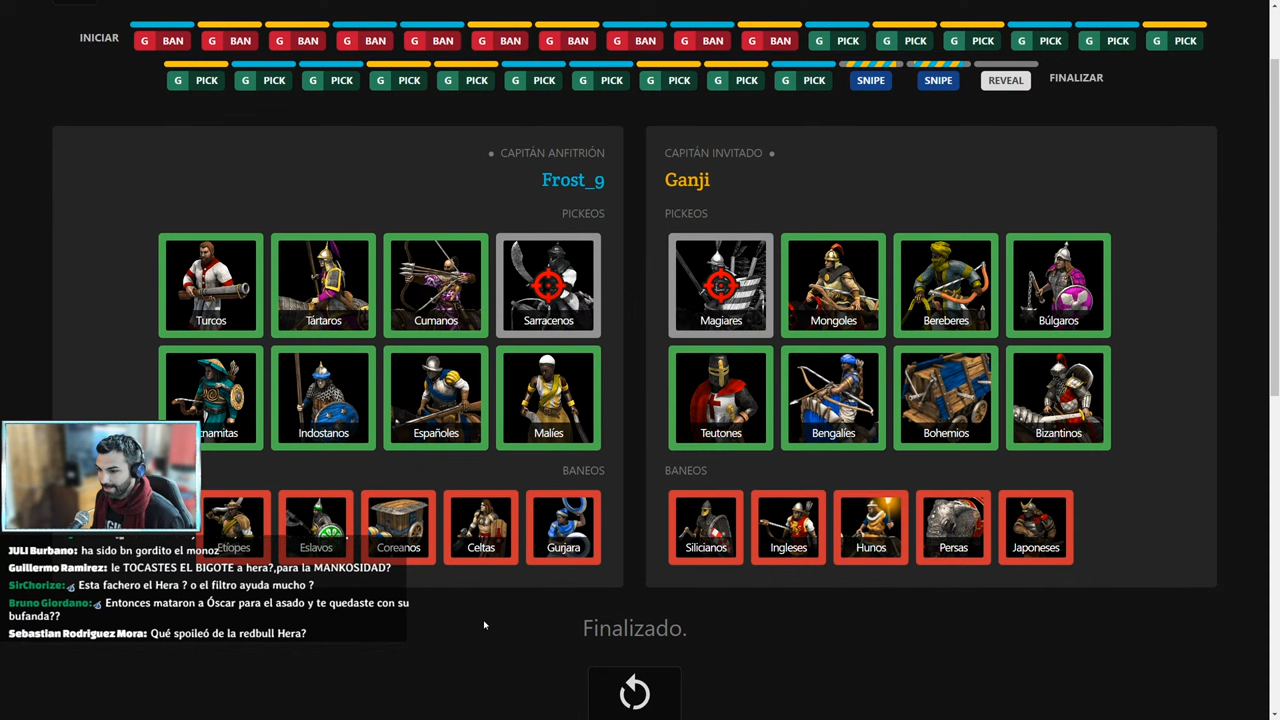 INICIAR G BAN G BAN G BAN G BAN G BAN G BAN G BAN G BAN G BAN G BAN G PICK G PICK G PICK G PICK G PICK G PICK
G PICK G PICK G PICK G PICK G PICK G PICK G PICK G PICK G PICK G PICK SNIPE SNIPE REVEAL FINALIZAR
CAPITÁN ANFITRIÓN
Frost_9
PICKEOS
Turcos Tártaros Cumanos Sarracenos
namitas Indostanos Españoles Malíes
BANEOS
Etíopes Eslavos Coreanos Celtas Gurjara
CAPITÁN INVITADO
Ganji
PICKEOS
Magiares Mongoles Bereberes Búlgaros
Teutones Bengalíes Bohemios Bizantinos
BANEOS
Silicianos Ingleses Hunos Persas Japoneses
JULI Burbano: ha sido bn gordito el monoz
Guillermo Ramirez: le TOCASTES EL BIGOTE a hera?,para la MANKOSIDAD?
SirChorize: Esta fachero el Hera ? o el filtro ayuda mucho ?
Bruno Giordano: Entonces mataron a Óscar para el asado y te quedaste con su
bufanda??
Sebastian Rodriguez Mora: Qué spoileó de la redbull Hera?
Finalizado.